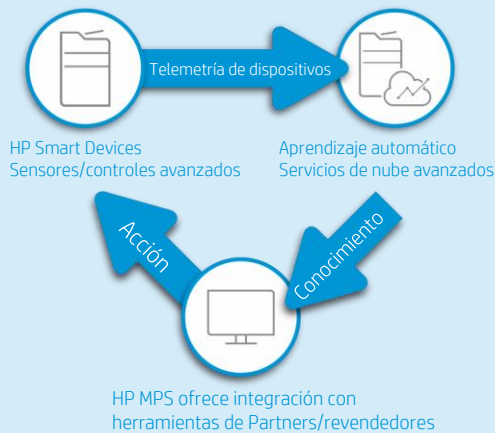 Telemetría de dispositivos
HP Smart Devices
Sensores/controles avanzados
Aprendizaje automático
Servicios de nube avanzados
Acción
Conocimiento
HP MPS ofrece integración con
herramientas de Partners/revendedores